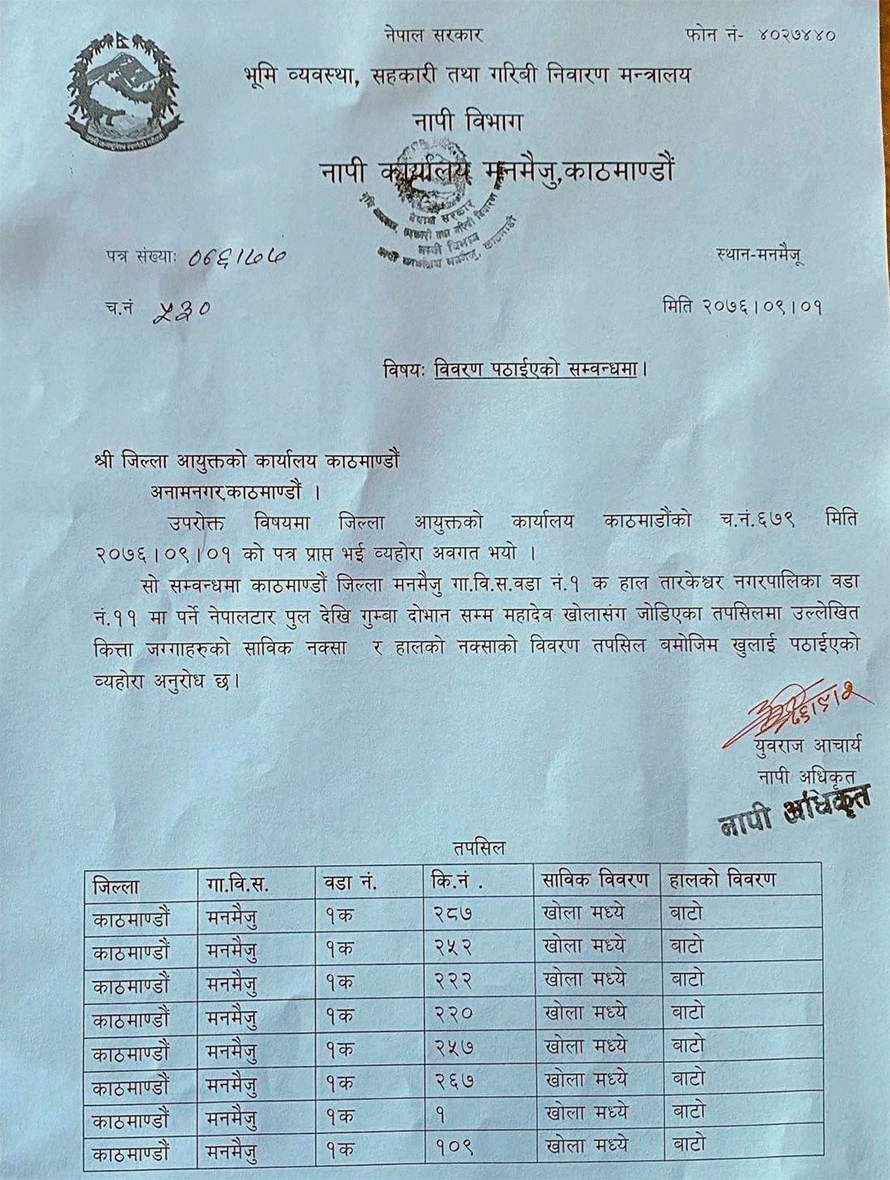 नेपाल सरकार
फोन नं- ४०२७४४०
भूमि व्यवस्था, सहकारी तथा गरिबी निवारण मन्त्रालय
नापी विभाग
नापी कार्यालय मनमैजु,काठमाण्डौं
नेपाल सरकार
नापी विभाग
पत्र संख्याः ०७६।७७
स्थान-मनमैजू
च.नं ५३०
मिति २०७६।०९।०१
विषयः विवरण पठाईएको सम्वन्धमा।
श्री जिल्ला आयुक्तको कार्यालय काठमाण्डौं
अनामनगर,काठमाण्डौं ।
उपरोक्त विषयमा जिल्ला आयुक्तको कार्यालय काठमाडौंको च.नं.६७९ मिति
२०७६।०९।०१ को पत्र प्राप्त भई व्यहोरा अवगत भयो ।
सो सम्वन्धमा काठमाण्डौं जिल्ला मनमैजु गा.वि.स.वडा नं.१ क हाल तारकेश्वर नगरपालिका वडा
नं.११ मा पर्ने नेपालटार पुल देखि गुम्बा दोभान सम्म महादेव खोलासंग जोडिएका तपसिलमा उल्लेखित
कित्ता जग्गाहरुको साविक नक्सा र हालको नक्साको विवरण तपसिल बमोजिम खुलाई पठाईएको
व्यहोरा अनुरोध छ।
युवराज आचार्य
नापी अधिकृत
नापी अधिकृत
तपसिल
जिल्ला गा.वि.स. वडा नं. कि.नं . साविक विवरण हालको विवरण
काठमाण्डौं मनमैजु १क २८७ खोला मध्ये बाटो
काठमाण्डौं मनमैजु १क २५२ खोला मध्ये बाटो
काठमाण्डौं मनमैजु १क २२२ खोला मध्ये बाटो
काठमाण्डौं मनमैजु १क २२० खोला मध्ये बाटो
काठमाण्डौं मनमैजु १क २५७ खोला मध्ये बाटो
काठमाण्डौं मनमैजु १क २६७ खोला मध्ये बाटो
काठमाण्डौं मनमैजु १क १ खोला मध्ये बाटो
काठमाण्डौं मनमैजु १क १०९ खोला मध्ये बाटो